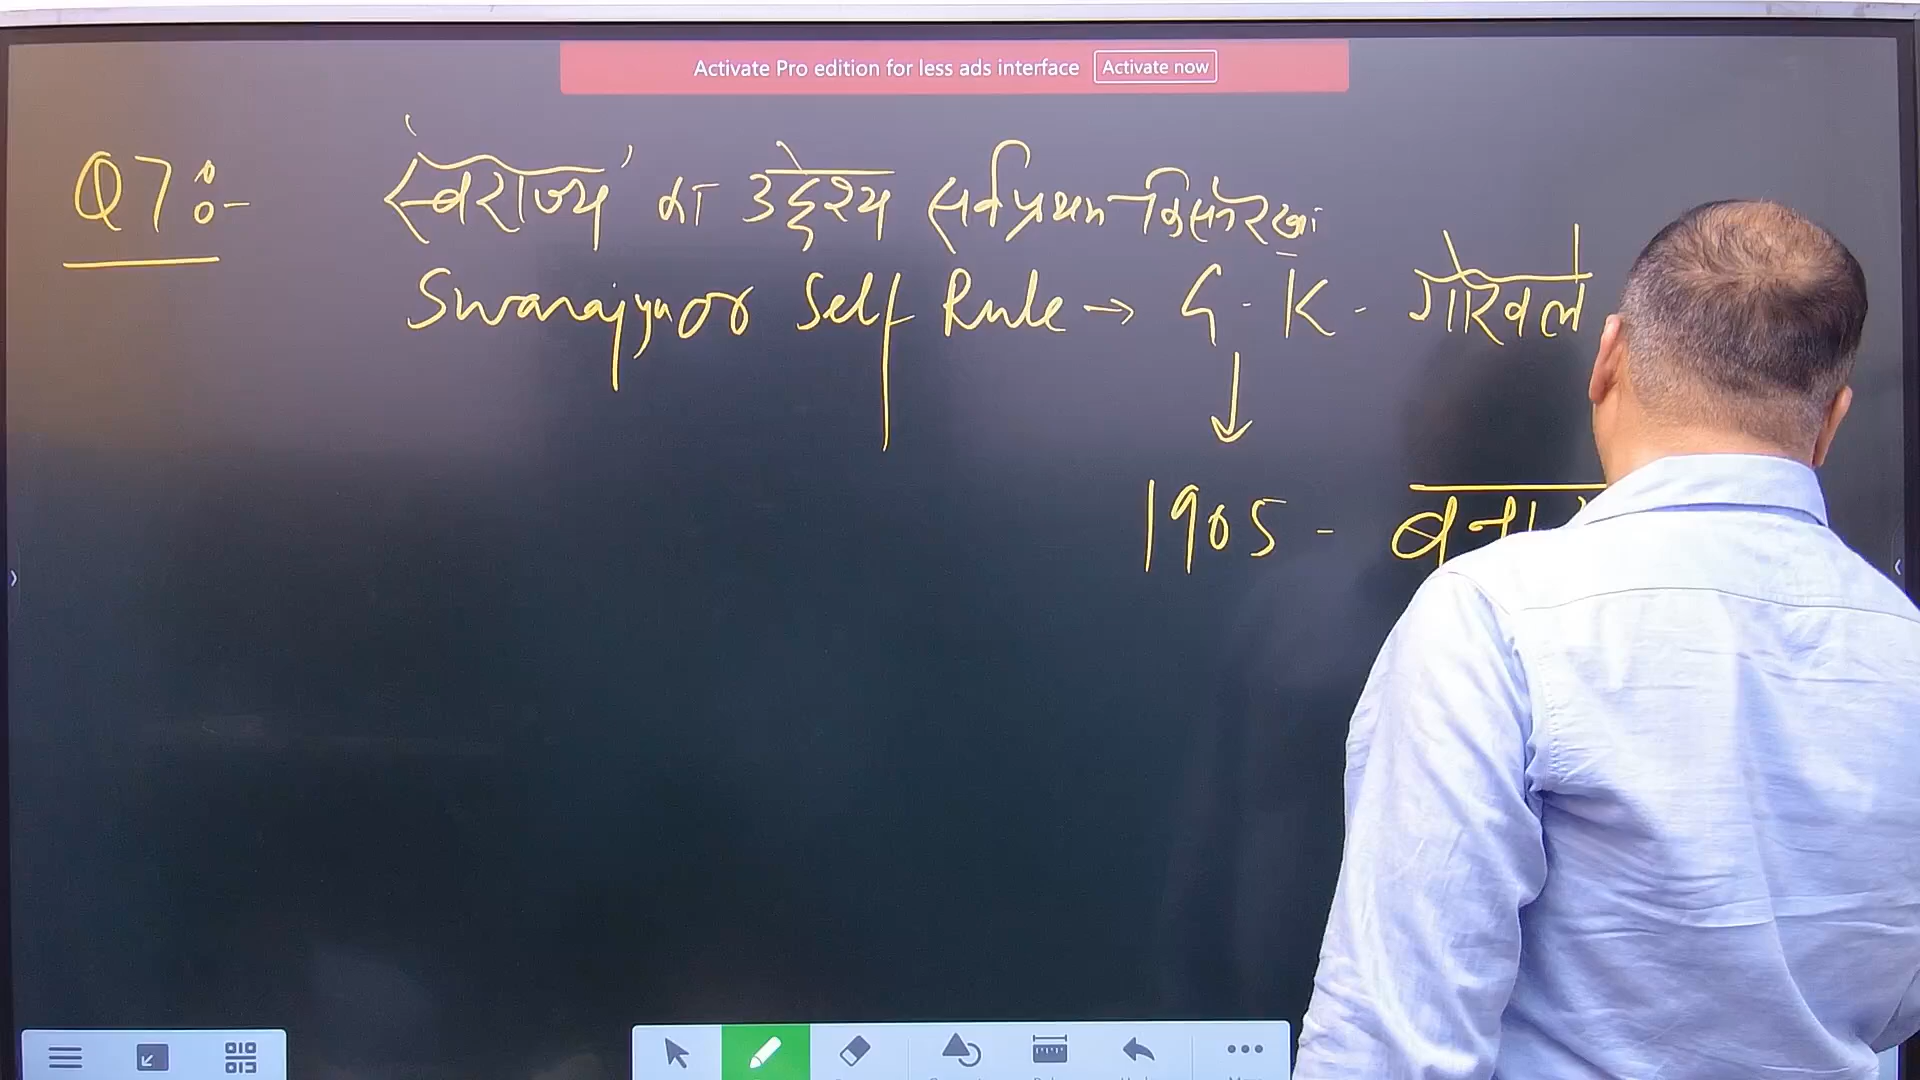 Activate Pro edition for less ads interface Activate now
Q7:- 'स्वराज्य' का उद्देश्य सर्वप्रथम किसने रखा
Swarajya or Self Rule → G. K. गोखले
↓
1905 -